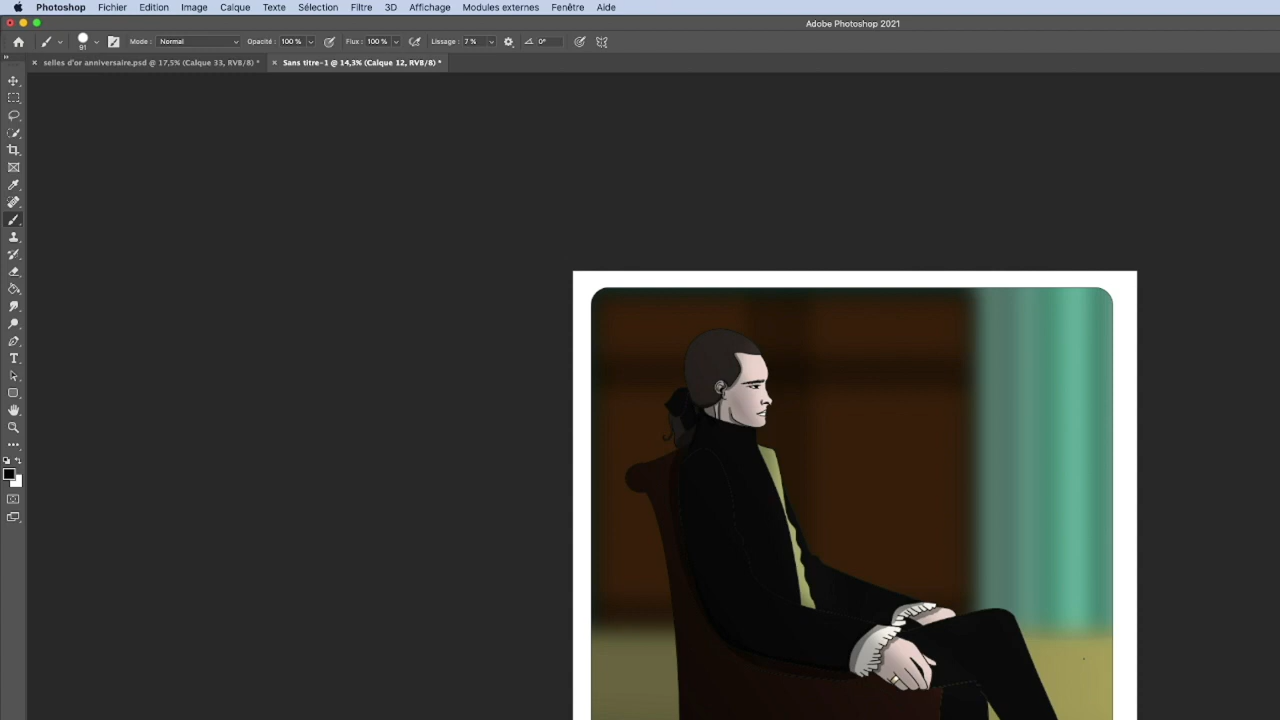 Photoshop Fichier Edition Image Calque Texte Sélection Filtre 3D Affichage Modules externes Fenêtre Aide
Adobe Photoshop 2021
91 Mode : Normal Opacité : 100 % Flux : 100 % Lissage : 7 % 0°
selles d'or anniversaire.psd @ 17,5% (Calque 33, RVB/8) * Sans titre-1 @ 14,3% (Calque 12, RVB/8) *